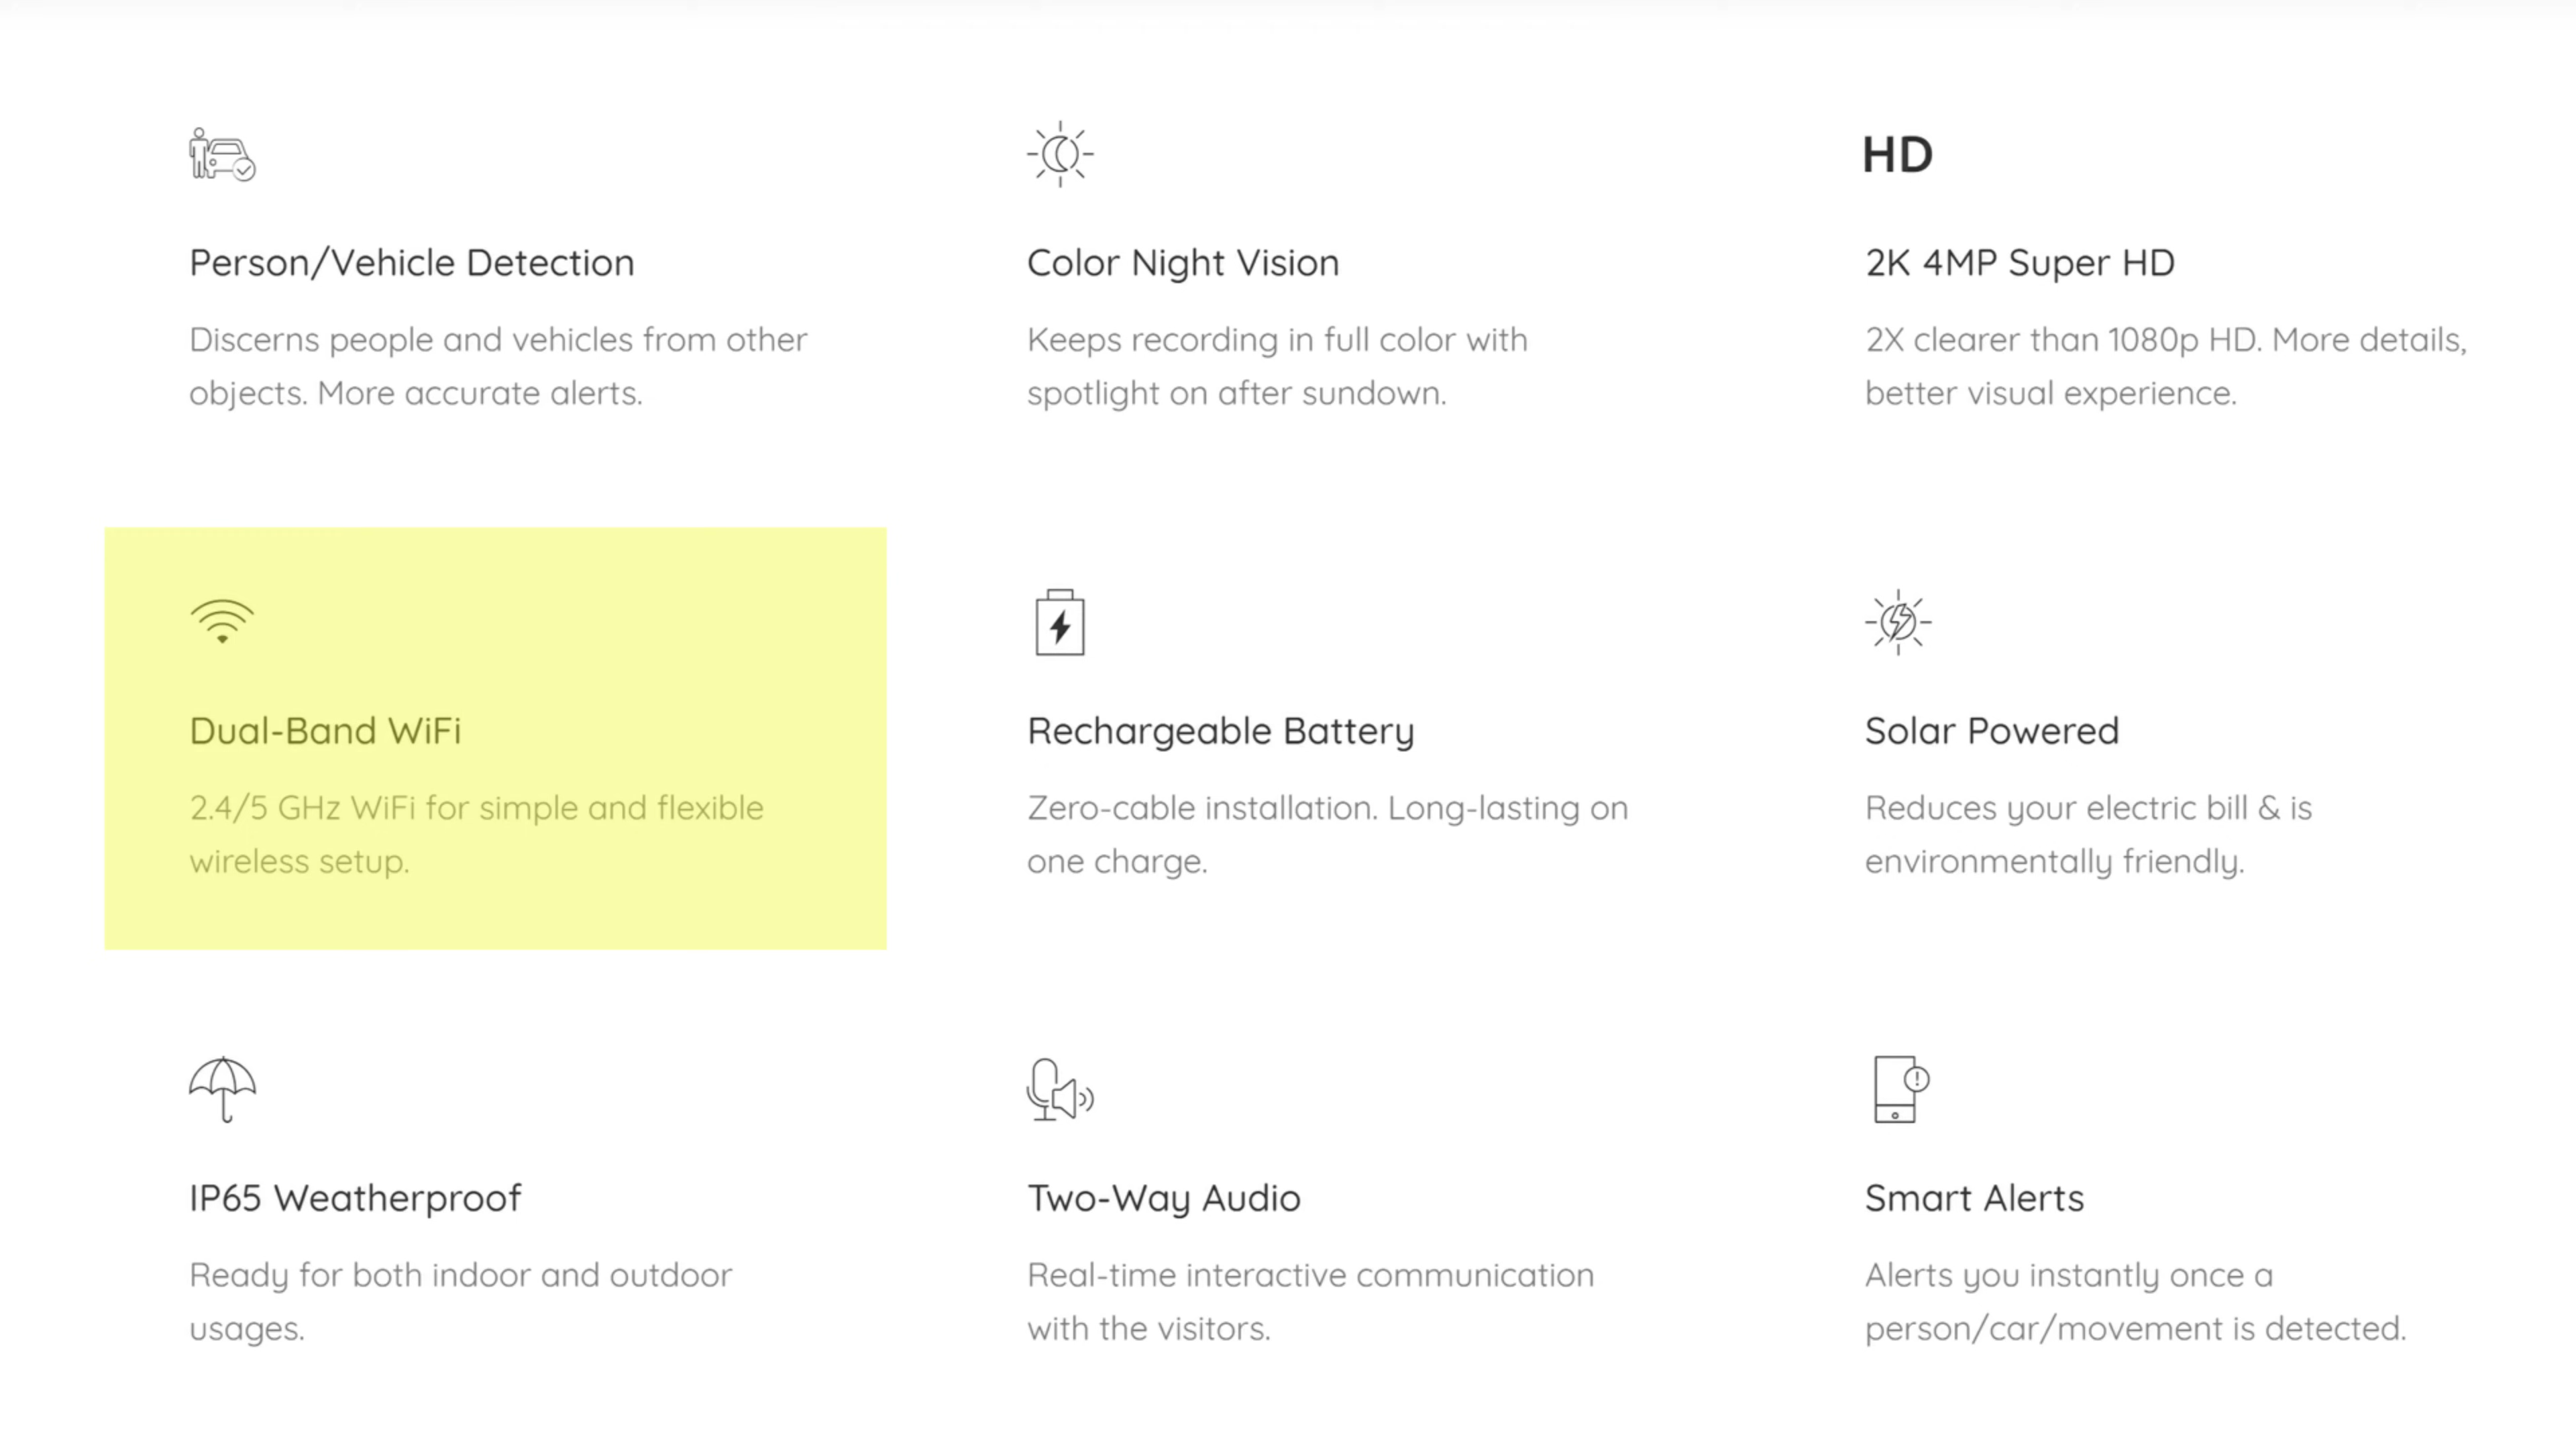 HD
Person/Vehicle Detection
Discerns people and vehicles from other
objects. More accurate alerts.
Color Night Vision
Keeps recording in full color with
spotlight on after sundown.
2K 4MP Super HD
2X clearer than 1080p HD. More details,
better visual experience.
Dual-Band WiFi
2.4/5 GHz WiFi for simple and flexible
wireless setup.
Rechargeable Battery
Zero-cable installation. Long-lasting on
one charge.
Solar Powered
Reduces your electric bill & is
environmentally friendly.
IP65 Weatherproof
Ready for both indoor and outdoor
usages.
Two-Way Audio
Real-time interactive communication
with the visitors.
Smart Alerts
Alerts you instantly once a
person/car/movement is detected.